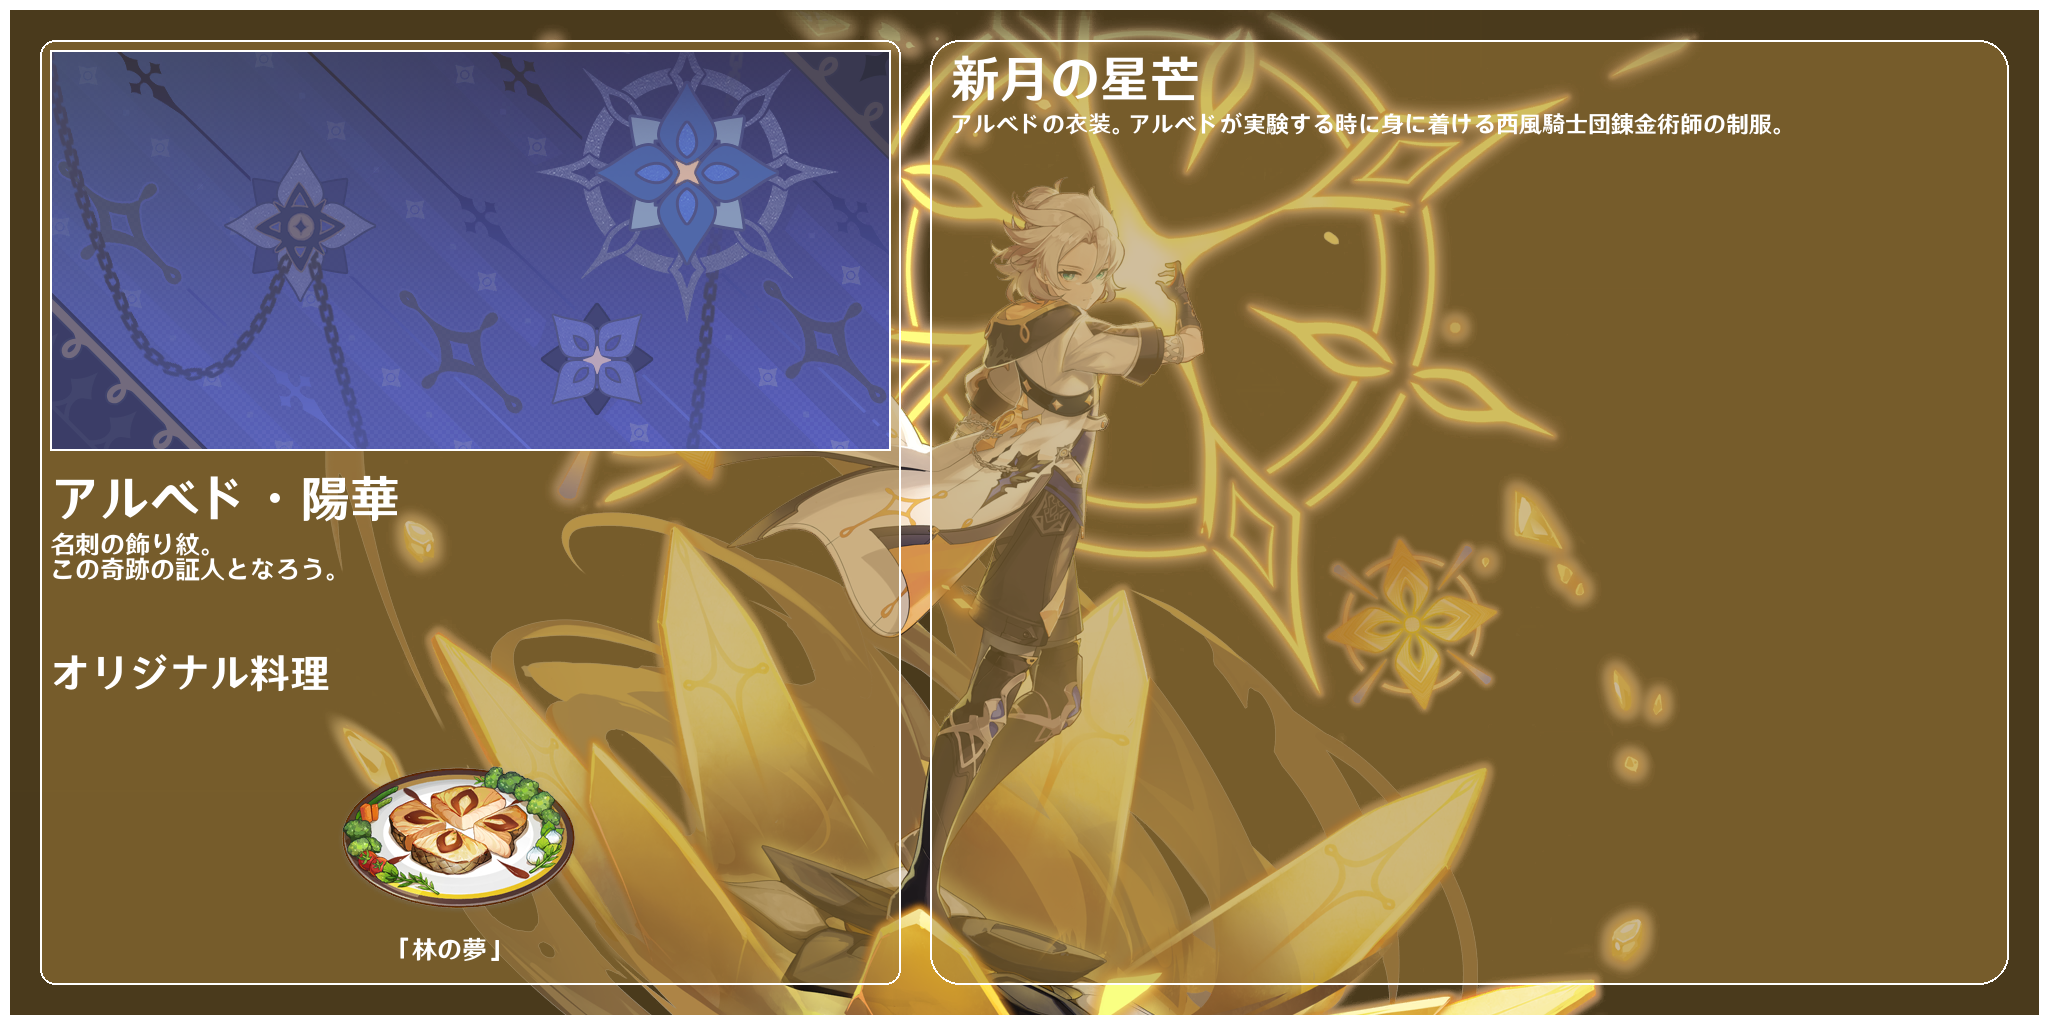 アルベド・陽華
名刺の飾り紋。
この奇跡の証人となろう。
オリジナル料理
「林の夢」
新月の星芒
アルベドの衣装。アルベドが実験する時に身に着ける西風騎士団錬金術師の制服。